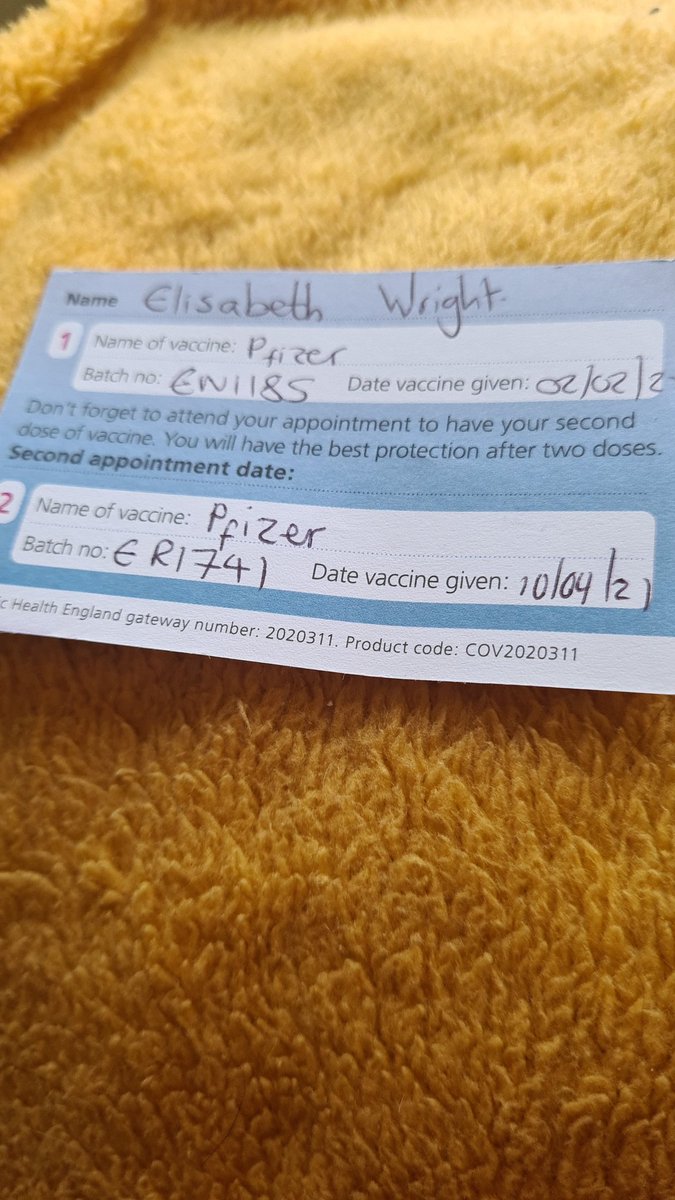 Name Elisabeth Wright.
1 Name of vaccine: Pfizer
Batch no: EN1185 Date vaccine given: 02/02/2
Don't forget to attend your appointment to have your second
dose of vaccine. You will have the best protection after two doses.
Second appointment date:
2 Name of vaccine: Pfizer
Batch no: ER1741 Date vaccine given: 10/04/21
ic Health England gateway number: 2020311. Product code: COV2020311